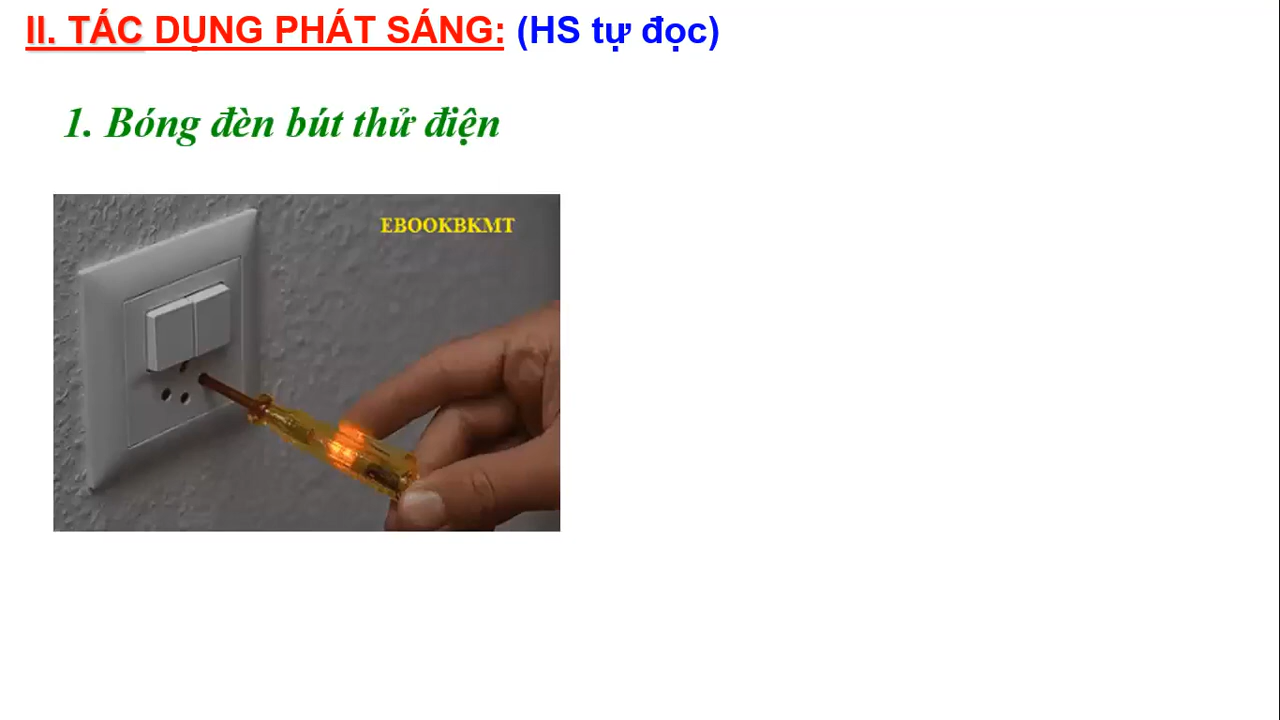 II. TÁC DỤNG PHÁT SÁNG: (HS tự đọc)
1. Bóng đèn bút thử điện
EBOOKBKMT